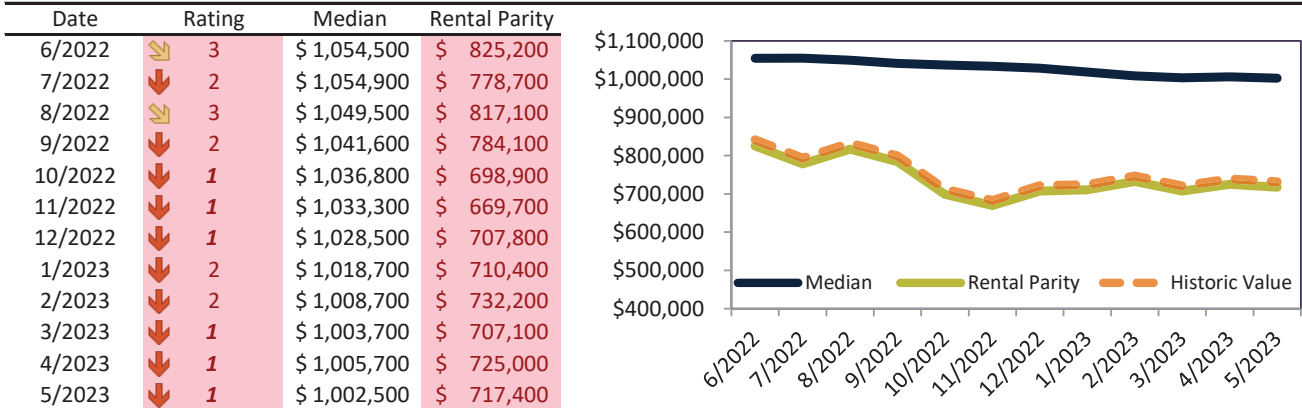 Date Rating Median Rental Parity
6/2022 3 $ 1,054,500 $ 825,200
7/2022 2 $ 1,054,900 $ 778,700
8/2022 3 $ 1,049,500 $ 817,100
9/2022 2 $ 1,041,600 $ 784,100
10/2022 1 $ 1,036,800 $ 698,900
11/2022 1 $ 1,033,300 $ 669,700
12/2022 1 $ 1,028,500 $ 707,800
1/2023 2 $ 1,018,700 $ 710,400
2/2023 2 $ 1,008,700 $ 732,200
3/2023 1 $ 1,003,700 $ 707,100
4/2023 1 $ 1,005,700 $ 725,000
5/2023 1 $ 1,002,500 $ 717,400
$1,100,000
$1,000,000
$900,000
$800,000
$700,000
$600,000
$500,000
$400,000
Median Rental Parity Historic Value
6/2022 7/2022 8/2022 9/2022 10/2022 11/2022 12/2022 1/2023 2/2023 3/2023 4/2023 5/2023